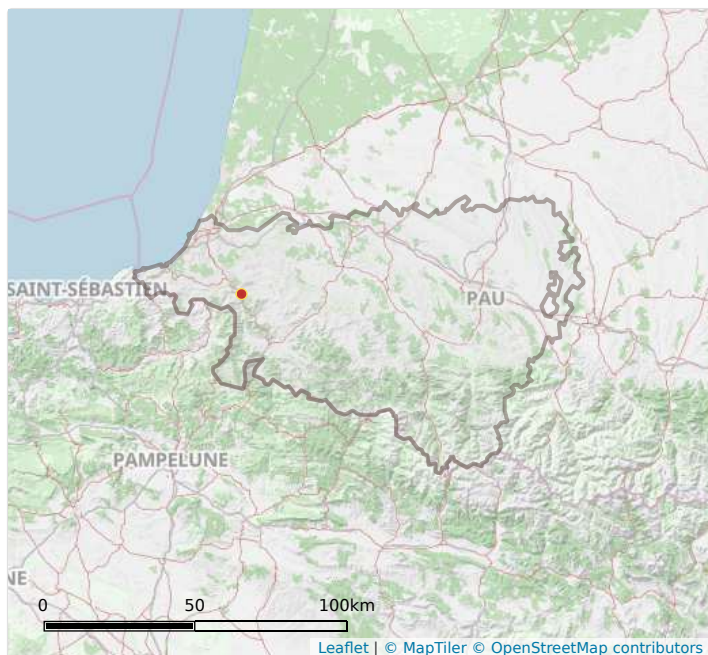 SAINT-SÉBASTIEN
PAU
PAMPELUNE
NE
0 50 100km
Leaflet | © MapTiler © OpenStreetMap contributors